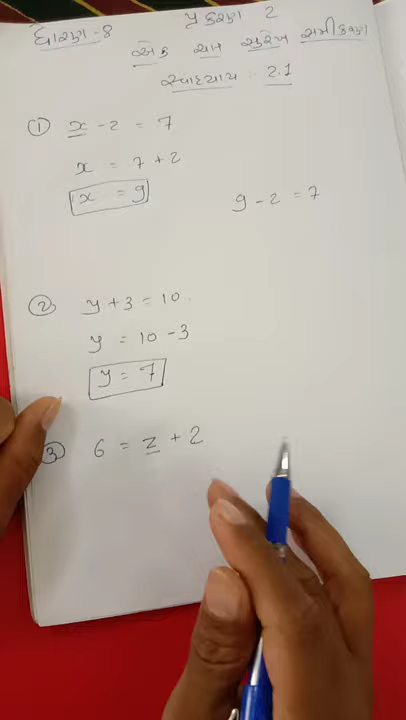 ધોરણ-8
પ્રકરણ 2
એક ચલ સુરેખ સમીકરણ
સ્વાધ્યાય : 2.1
① x - 2 = 7
x = 7 + 2
x = 9
9 - 2 = 7
② y + 3 = 10
y = 10 - 3
y = 7
③ 6 = z + 2